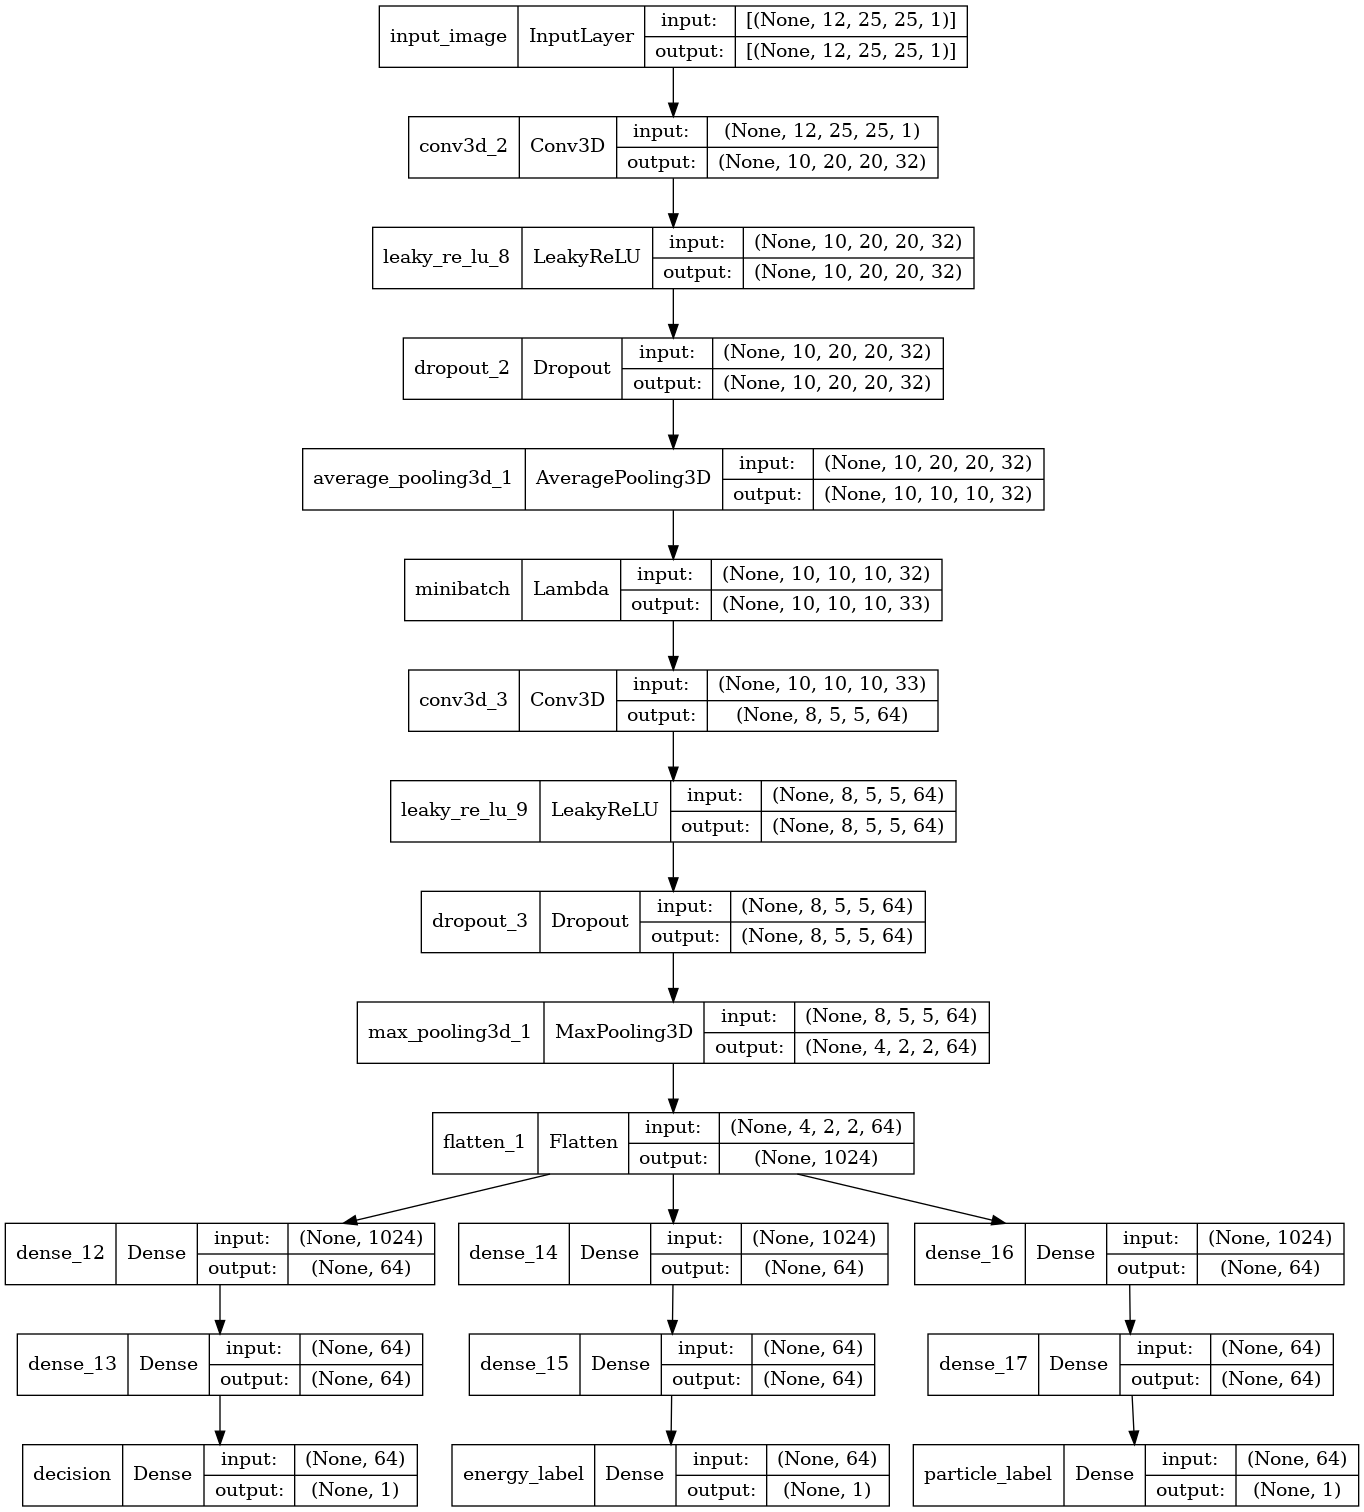 input_image InputLayer input: [(None, 12, 25, 25, 1)]
output: [(None, 12, 25, 25, 1)]
conv3d_2 Conv3D input: (None, 12, 25, 25, 1)
output: (None, 10, 20, 20, 32)
leaky_re_lu_8 LeakyReLU input: (None, 10, 20, 20, 32)
output: (None, 10, 20, 20, 32)
dropout_2 Dropout input: (None, 10, 20, 20, 32)
output: (None, 10, 20, 20, 32)
average_pooling3d_1 AveragePooling3D input: (None, 10, 20, 20, 32)
output: (None, 10, 10, 10, 32)
minibatch Lambda input: (None, 10, 10, 10, 32)
output: (None, 10, 10, 10, 33)
conv3d_3 Conv3D input: (None, 10, 10, 10, 33)
output: (None, 8, 5, 5, 64)
leaky_re_lu_9 LeakyReLU input: (None, 8, 5, 5, 64)
output: (None, 8, 5, 5, 64)
dropout_3 Dropout input: (None, 8, 5, 5, 64)
output: (None, 8, 5, 5, 64)
max_pooling3d_1 MaxPooling3D input: (None, 8, 5, 5, 64)
output: (None, 4, 2, 2, 64)
flatten_1 Flatten input: (None, 4, 2, 2, 64)
output: (None, 1024)
dense_12 Dense input: (None, 1024)
output: (None, 64)
dense_14 Dense input: (None, 1024)
output: (None, 64)
dense_16 Dense input: (None, 1024)
output: (None, 64)
dense_13 Dense input: (None, 64)
output: (None, 64)
dense_15 Dense input: (None, 64)
output: (None, 64)
dense_17 Dense input: (None, 64)
output: (None, 64)
decision Dense input: (None, 64)
output: (None, 1)
energy_label Dense input: (None, 64)
output: (None, 1)
particle_label Dense input: (None, 64)
output: (None, 1)